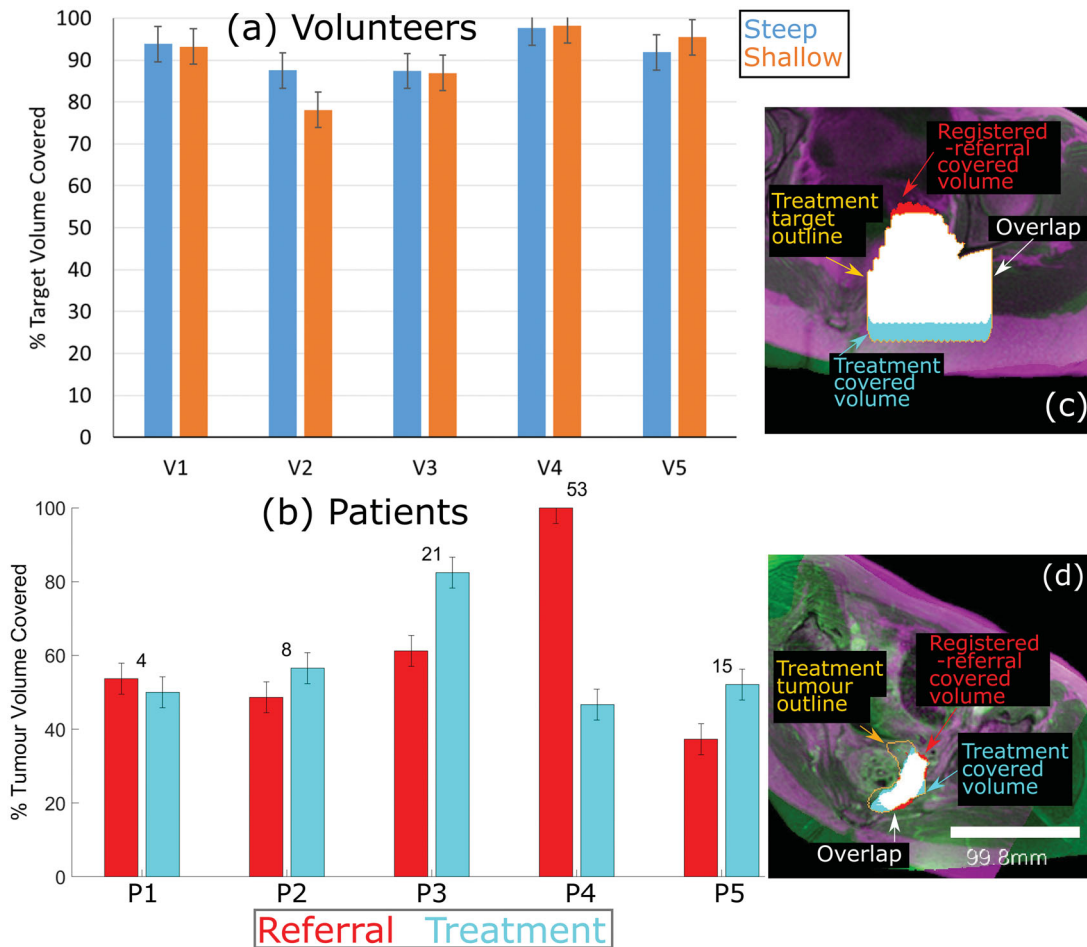 (a) Volunteers
Steep
Shallow
% Target Volume Covered
100
90
80
70
60
50
40
30
20
10
0
V1 V2 V3 V4 V5
Registered
-referral
covered
volume
Treatment
target
outline
Overlap
Treatment
covered
volume
(c)
(b) Patients
% Tumour Volume Covered
100
80
60
40
20
0
4
8
21
53
15
P1 P2 P3 P4 P5
Referral Treatment
(d)
Registered
-referral
covered
volume
Treatment
tumour
outline
Treatment
covered
volume
Overlap
99.8mm